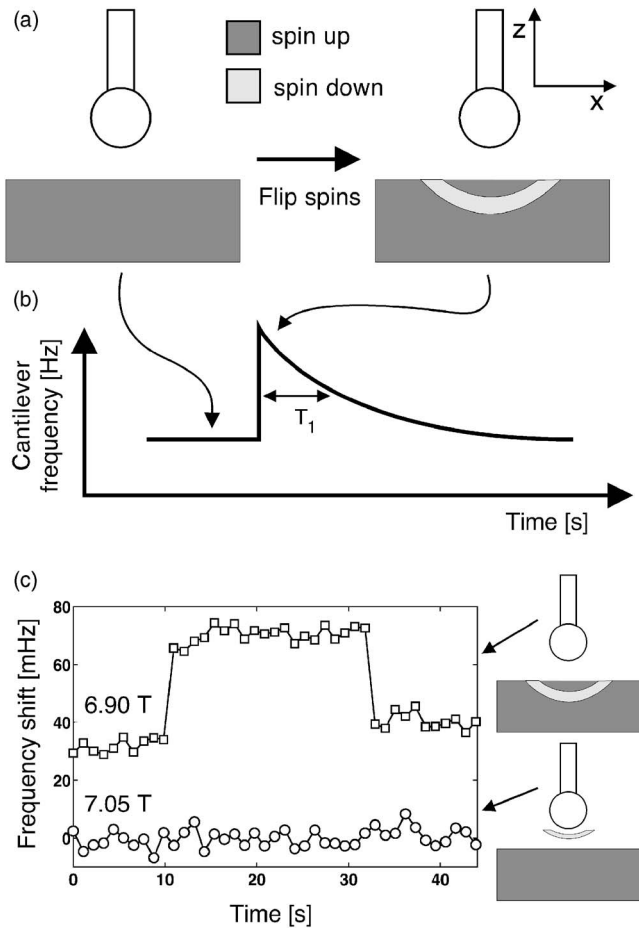 (a)
spin up
spin down
z
x
Flip spins
(b)
Cantilever
frequency [Hz]
T1
Time [s]
(c)
Frequency shift [mHz]
80
60
40
20
0
6.90 T
7.05 T
0 10 20 30 40
Time [s]